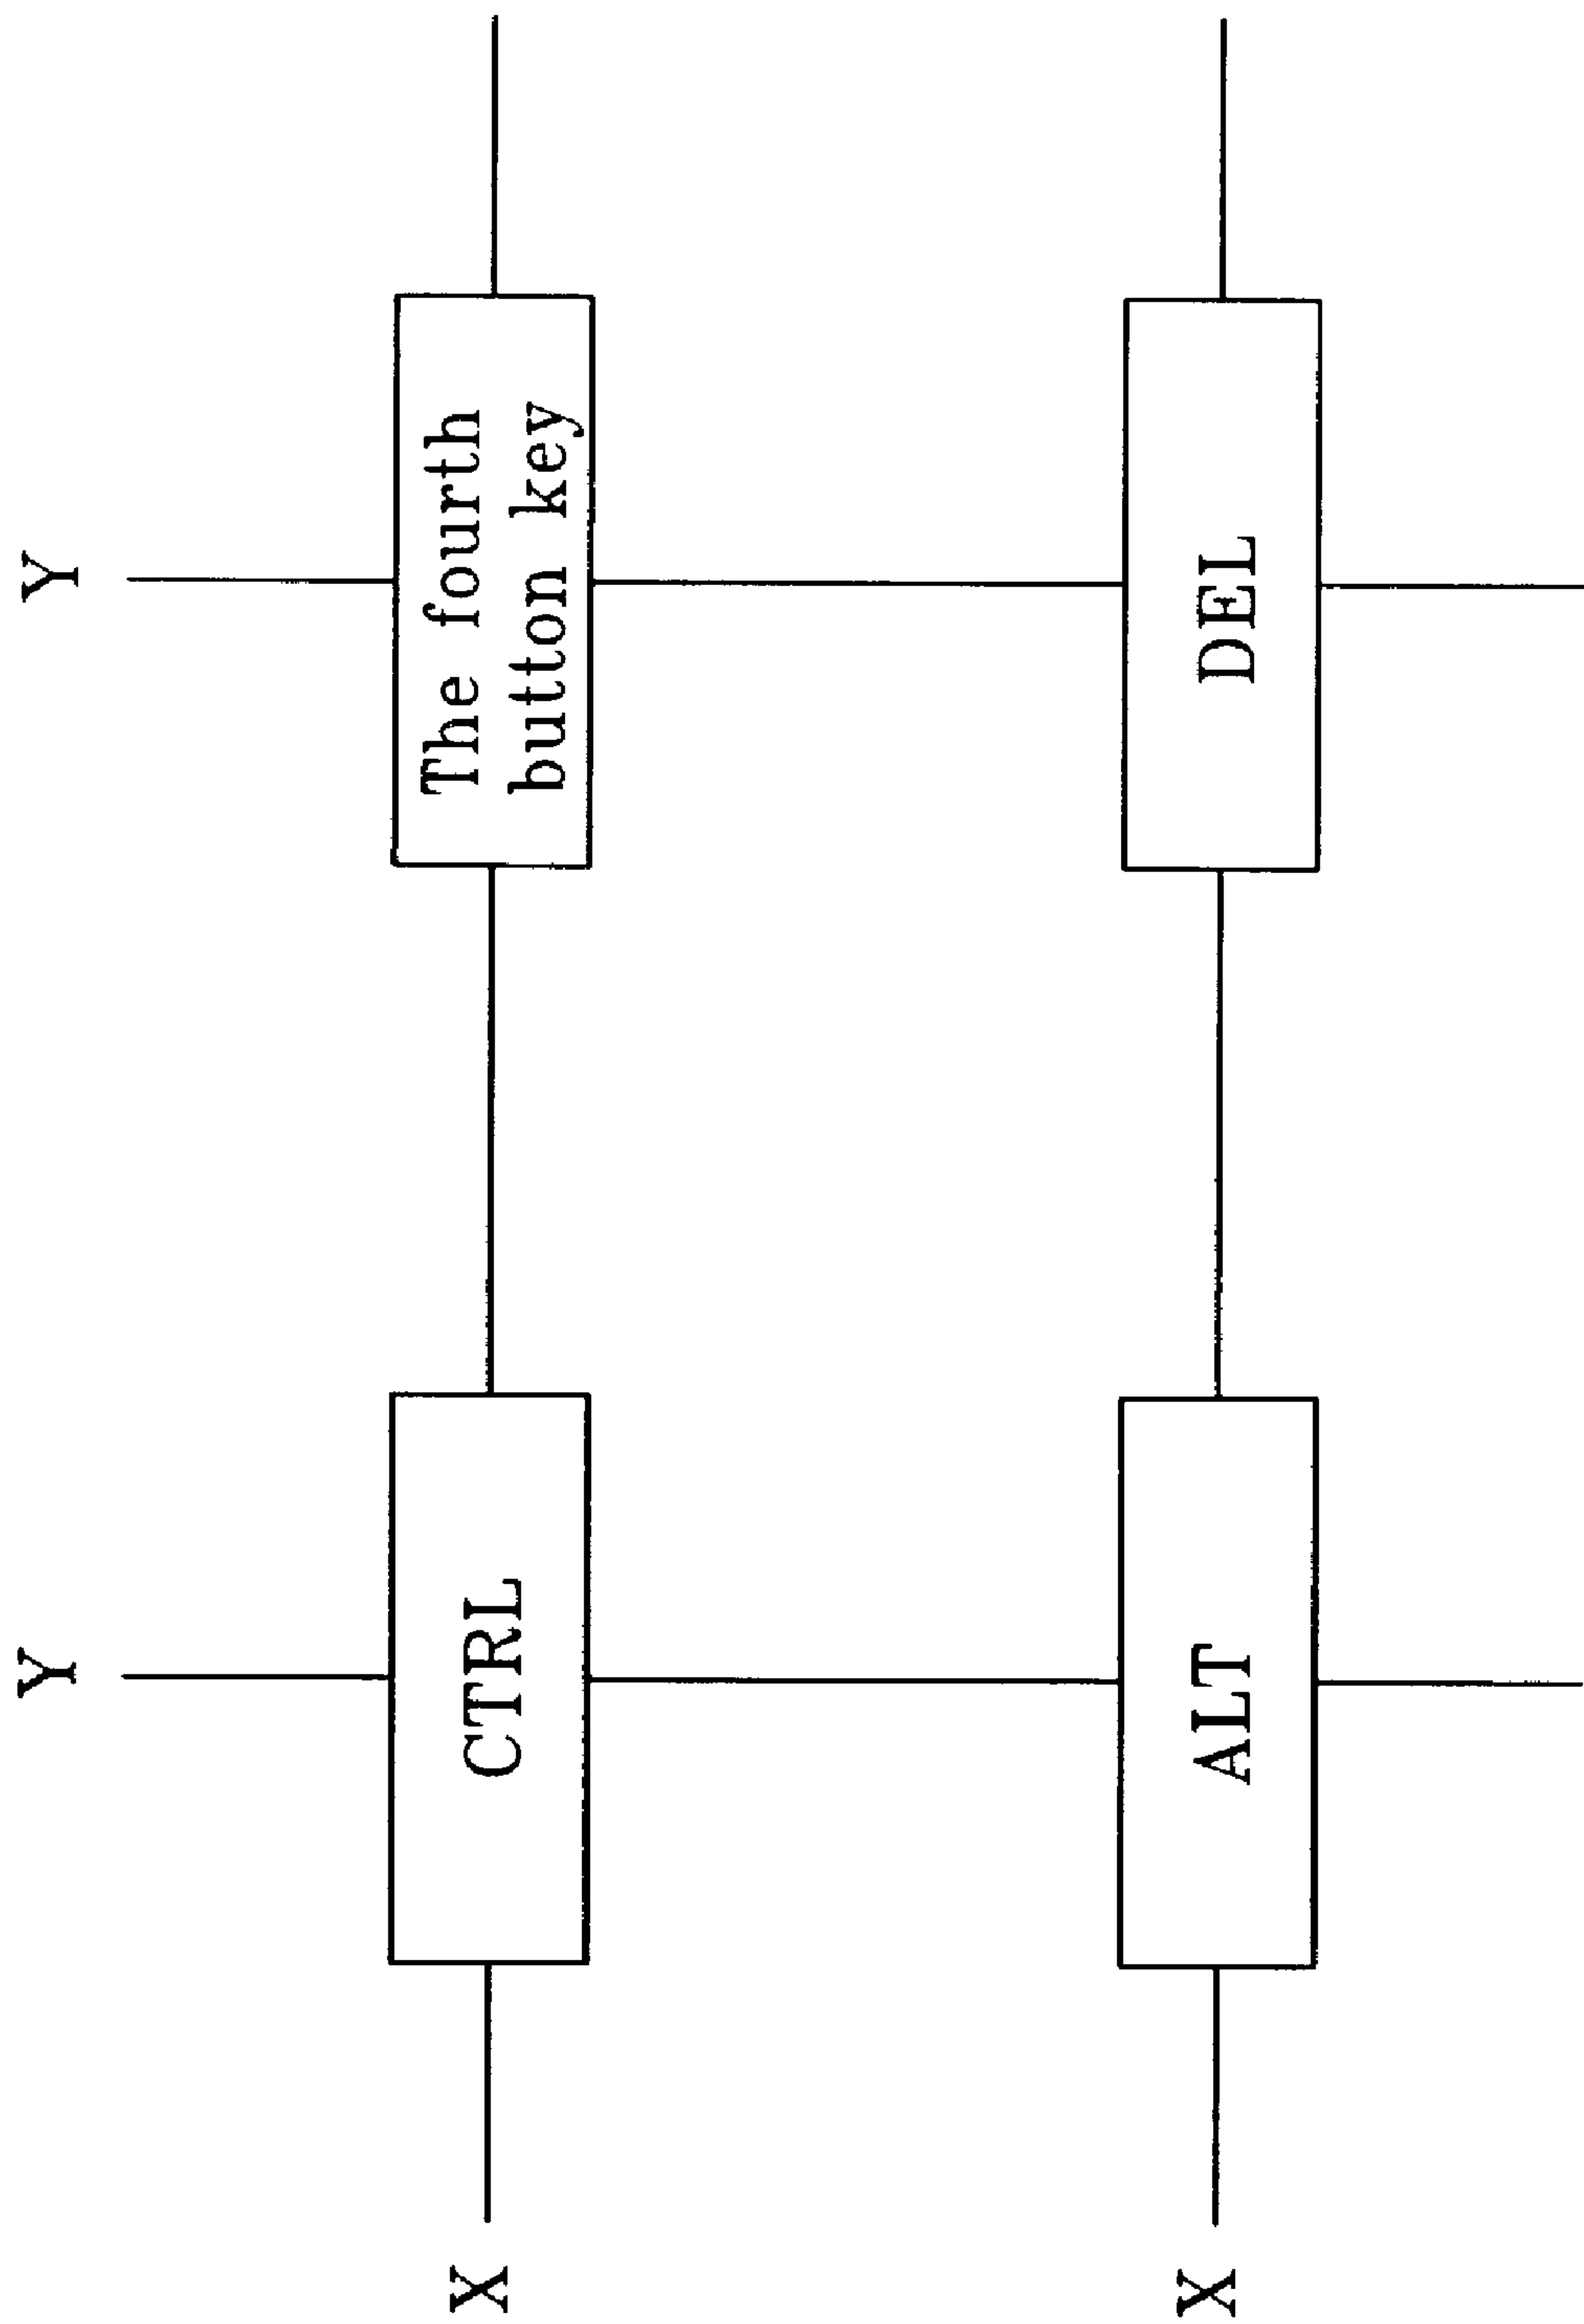 Y
Y
X
CTRL
The fourth
button key
X
ALT
DEL